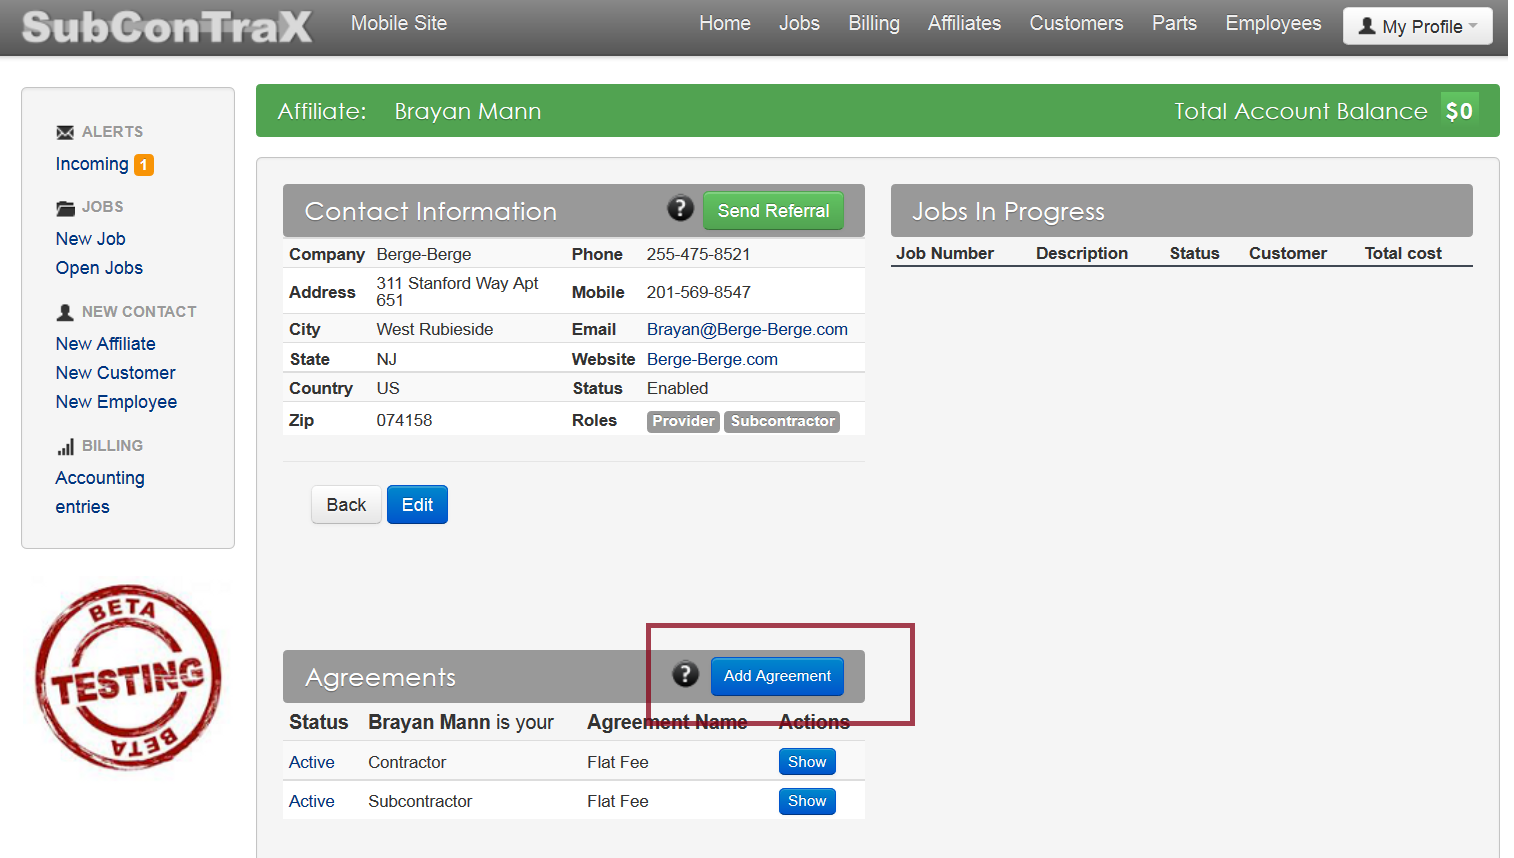 SubConTraX Mobile Site Home Jobs Billing Affiliates Customers Parts Employees My Profile
ALERTS
Incoming 1
JOBS
New Job
Open Jobs
NEW CONTACT
New Affiliate
New Customer
New Employee
BILLING
Accounting
entries
BETA
TESTING
BETA
Affiliate: Brayan Mann Total Account Balance $0
Contact Information ? Send Referral
Company Berge-Berge Phone 255-475-8521
Address 311 Stanford Way Apt 651 Mobile 201-569-8547
City West Rubieside Email Brayan@Berge-Berge.com
State NJ Website Berge-Berge.com
Country US Status Enabled
Zip 074158 Roles Provider Subcontractor
Back Edit
Jobs In Progress
Job Number Description Status Customer Total cost
Agreements ? Add Agreement
Status Brayan Mann is your Agreement Name Actions
Active Contractor Flat Fee Show
Active Subcontractor Flat Fee Show